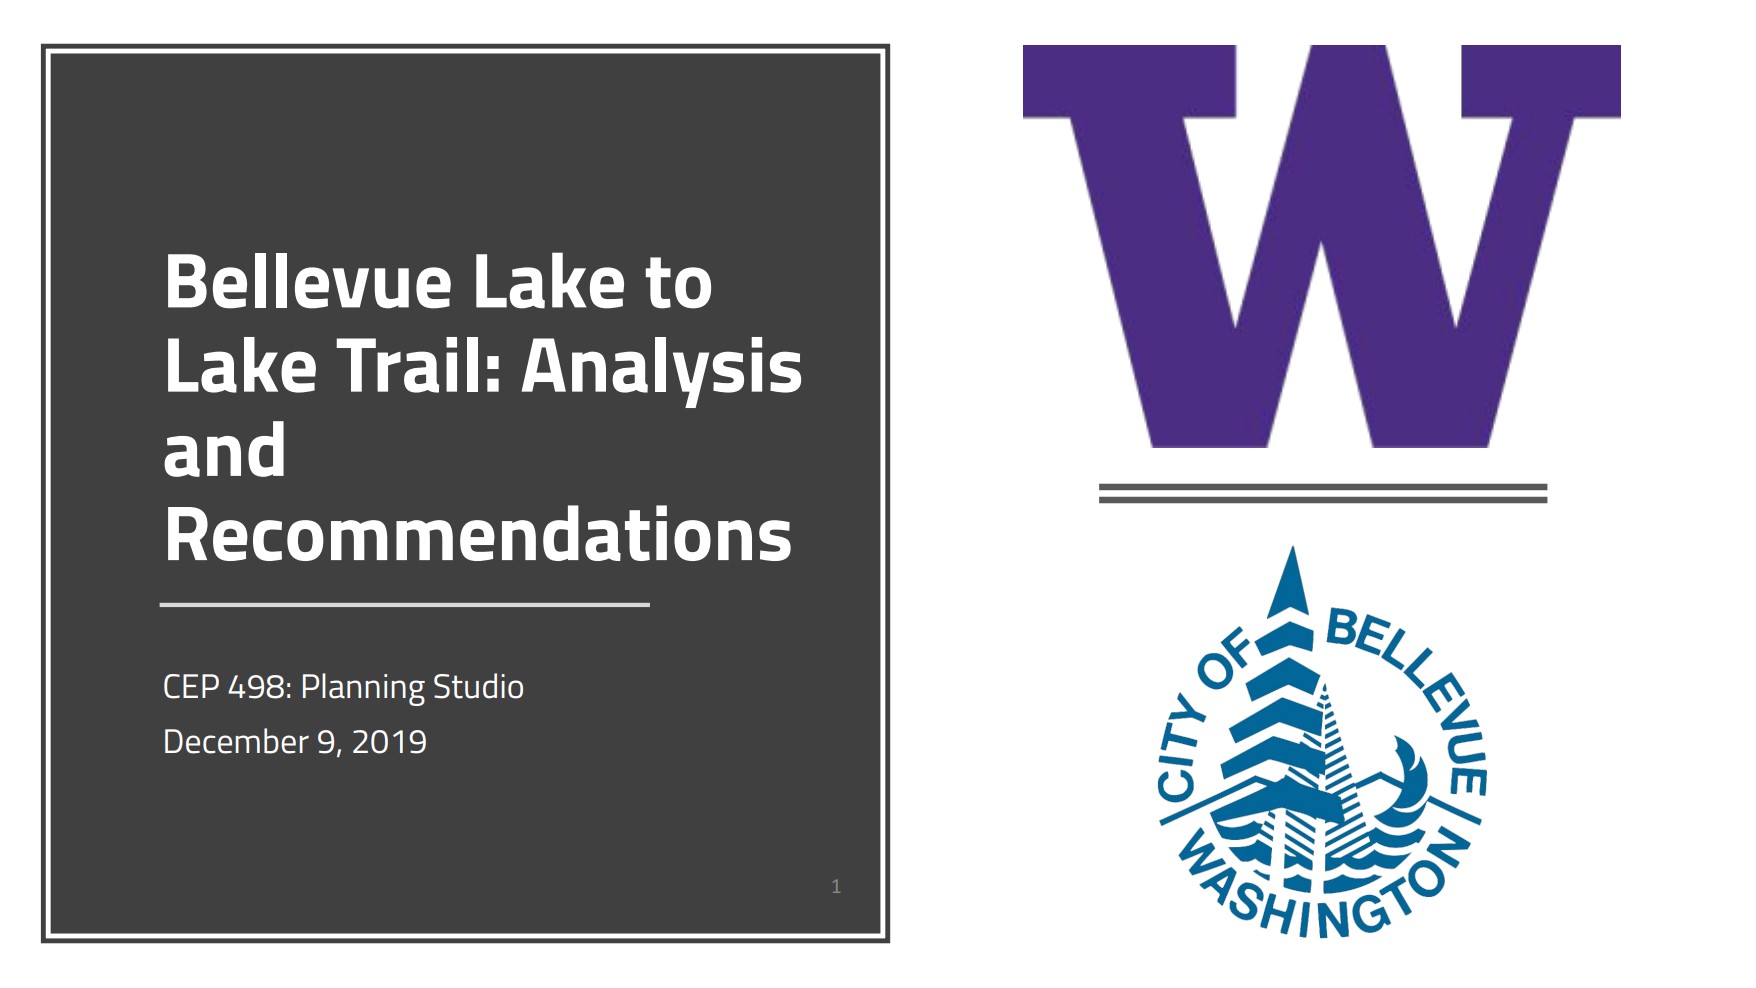 Bellevue Lake to
Lake Trail: Analysis
and
Recommendations
CEP 498: Planning Studio
December 9, 2019
1
W
CITY OF BELLEVUE
WASHINGTON